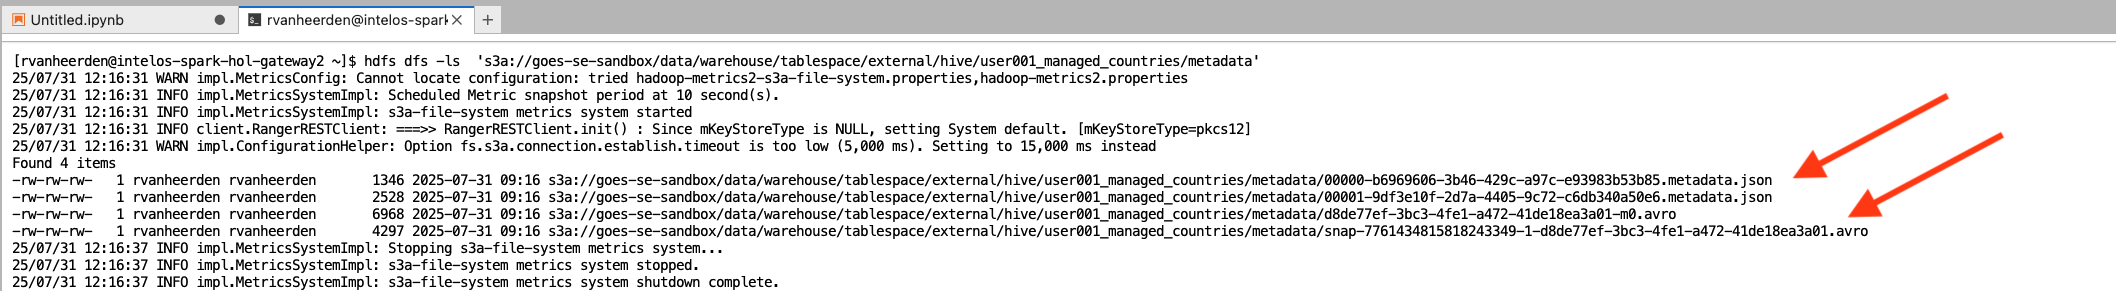 Untitled.ipynb
rvanheerden@intelos-spark
[rvanheerden@intelos-spark-hol-gateway2 ~]$ hdfs dfs -ls  's3a://goes-se-sandbox/data/warehouse/tablespace/external/hive/user001_managed_countries/metadata'
25/07/31 12:16:31 WARN impl.MetricsConfig: Cannot locate configuration: tried hadoop-metrics2-s3a-file-system.properties,hadoop-metrics2.properties
25/07/31 12:16:31 INFO impl.MetricsSystemImpl: Scheduled Metric snapshot period at 10 second(s).
25/07/31 12:16:31 INFO impl.MetricsSystemImpl: s3a-file-system metrics system started
25/07/31 12:16:31 INFO client.RangerRESTClient: ===>> RangerRESTClient.init() : Since mKeyStoreType is NULL, setting System default. [mKeyStoreType=pkcs12]
25/07/31 12:16:31 WARN impl.ConfigurationHelper: Option fs.s3a.connection.establish.timeout is too low (5,000 ms). Setting to 15,000 ms instead
Found 4 items
-rw-rw-rw-   1 rvanheerden rvanheerden       1346 2025-07-31 09:16 s3a://goes-se-sandbox/data/warehouse/tablespace/external/hive/user001_managed_countries/metadata/00000-b6969606-3b46-429c-a97c-e93983b53b85.metadata.json
-rw-rw-rw-   1 rvanheerden rvanheerden       2528 2025-07-31 09:16 s3a://goes-se-sandbox/data/warehouse/tablespace/external/hive/user001_managed_countries/metadata/00001-9df3e10f-2d7a-4405-9c72-c6db340a50e6.metadata.json
-rw-rw-rw-   1 rvanheerden rvanheerden       6968 2025-07-31 09:16 s3a://goes-se-sandbox/data/warehouse/tablespace/external/hive/user001_managed_countries/metadata/d8de77ef-3bc3-4fe1-a472-41de18ea3a01-m0.avro
-rw-rw-rw-   1 rvanheerden rvanheerden       4297 2025-07-31 09:16 s3a://goes-se-sandbox/data/warehouse/tablespace/external/hive/user001_managed_countries/metadata/snap-7761434815818243349-1-d8de77ef-3bc3-4fe1-a472-41de18ea3a01.avro
25/07/31 12:16:37 INFO impl.MetricsSystemImpl: Stopping s3a-file-system metrics system...
25/07/31 12:16:37 INFO impl.MetricsSystemImpl: s3a-file-system metrics system stopped.
25/07/31 12:16:37 INFO impl.MetricsSystemImpl: s3a-file-system metrics system shutdown complete.